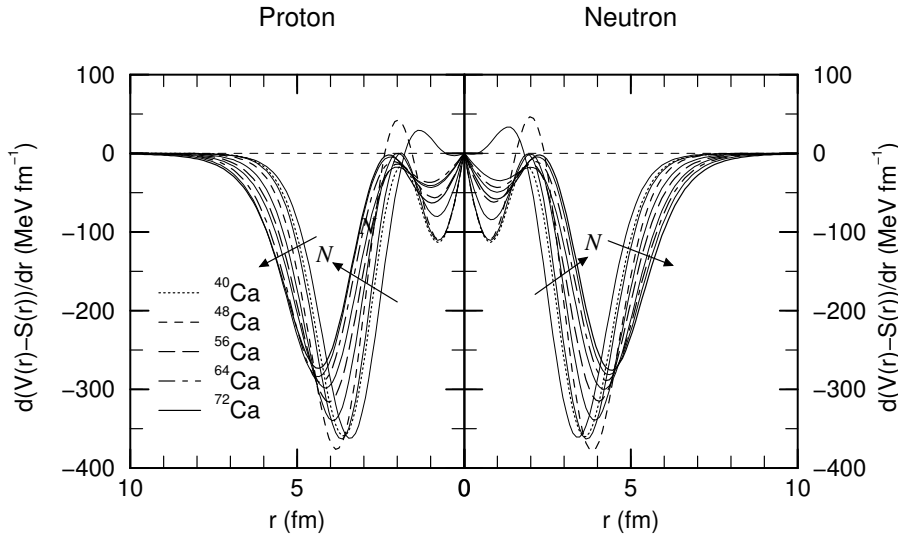 Proton Neutron
100 100
0 0
−100 −100
−200 −200
−300 −300
−400 −400
d(V(r)−S(r))/dr (MeV fm⁻¹)
d(V(r)−S(r))/dr (MeV fm⁻¹)
N
N
N
⁴⁰Ca
⁴⁸Ca
⁵⁶Ca
⁶⁴Ca
⁷²Ca
10 5 0 0 5 10
r (fm) r (fm)